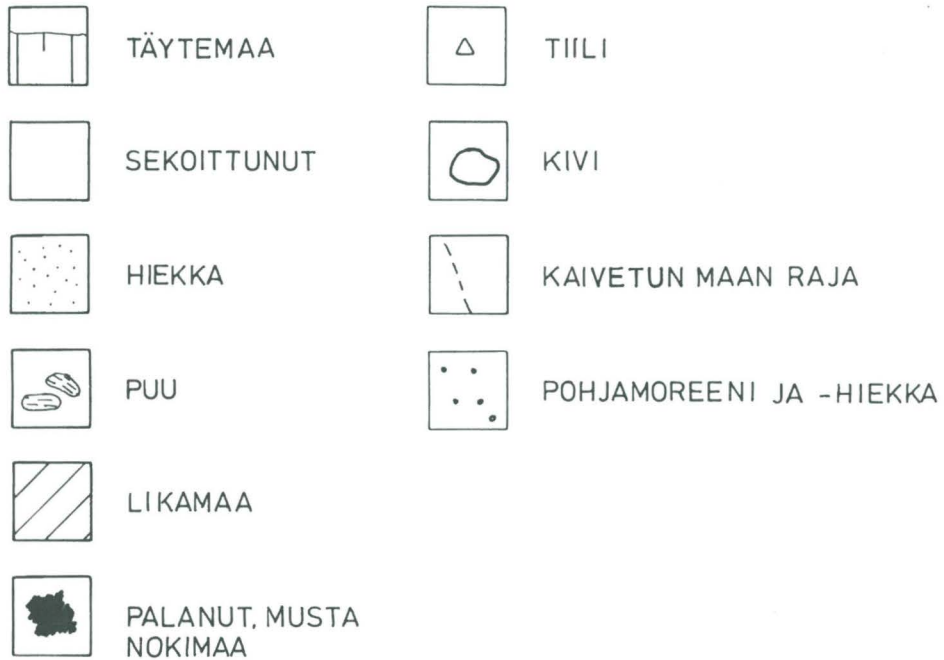 TÄYTEMAA
SEKOITTUNUT
HIEKKA
PUU
LIKAMAA
PALANUT, MUSTA
NOKIMAA
TIILI
KIVI
KAIVETUN MAAN RAJA
POHJAMOREENI JA -HIEKKA